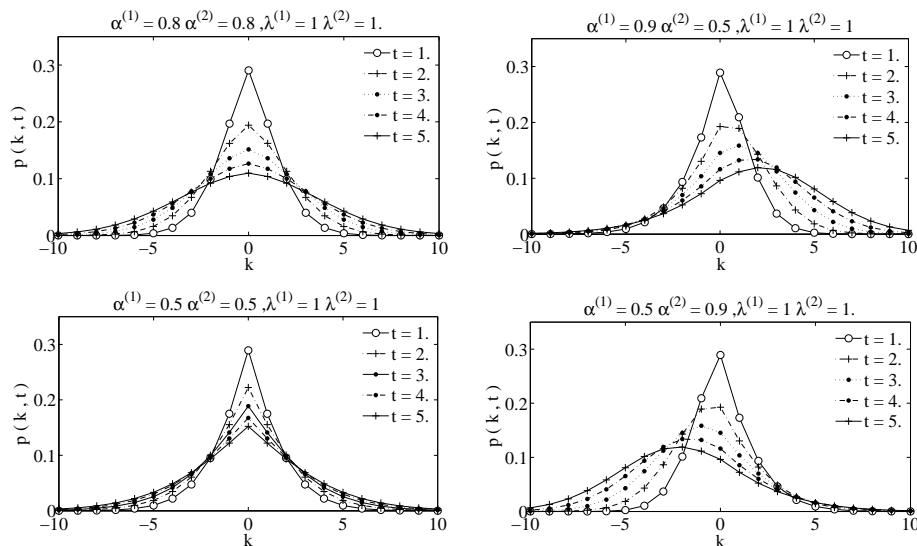 α(1) = 0.8 α(2) = 0.8 ,λ(1) = 1 λ(2) = 1.
p ( k , t )
0.3
0.2
0.1
0
−10
−5
0
5
10
k
t = 1.
t = 2.
t = 3.
t = 4.
t = 5.
α(1) = 0.9 α(2) = 0.5 ,λ(1) = 1 λ(2) = 1
p ( k , t )
0.3
0.2
0.1
0
−10
−5
0
5
10
k
t = 1.
t = 2.
t = 3.
t = 4.
t = 5.
α(1) = 0.5 α(2) = 0.5 ,λ(1) = 1 λ(2) = 1
p ( k , t )
0.3
0.2
0.1
0
−10
−5
0
5
10
k
t = 1.
t = 2.
t = 3.
t = 4.
t = 5.
α(1) = 0.5 α(2) = 0.9 ,λ(1) = 1 λ(2) = 1.
p ( k , t )
0.3
0.2
0.1
0
−10
−5
0
5
10
k
t = 1.
t = 2.
t = 3.
t = 4.
t = 5.